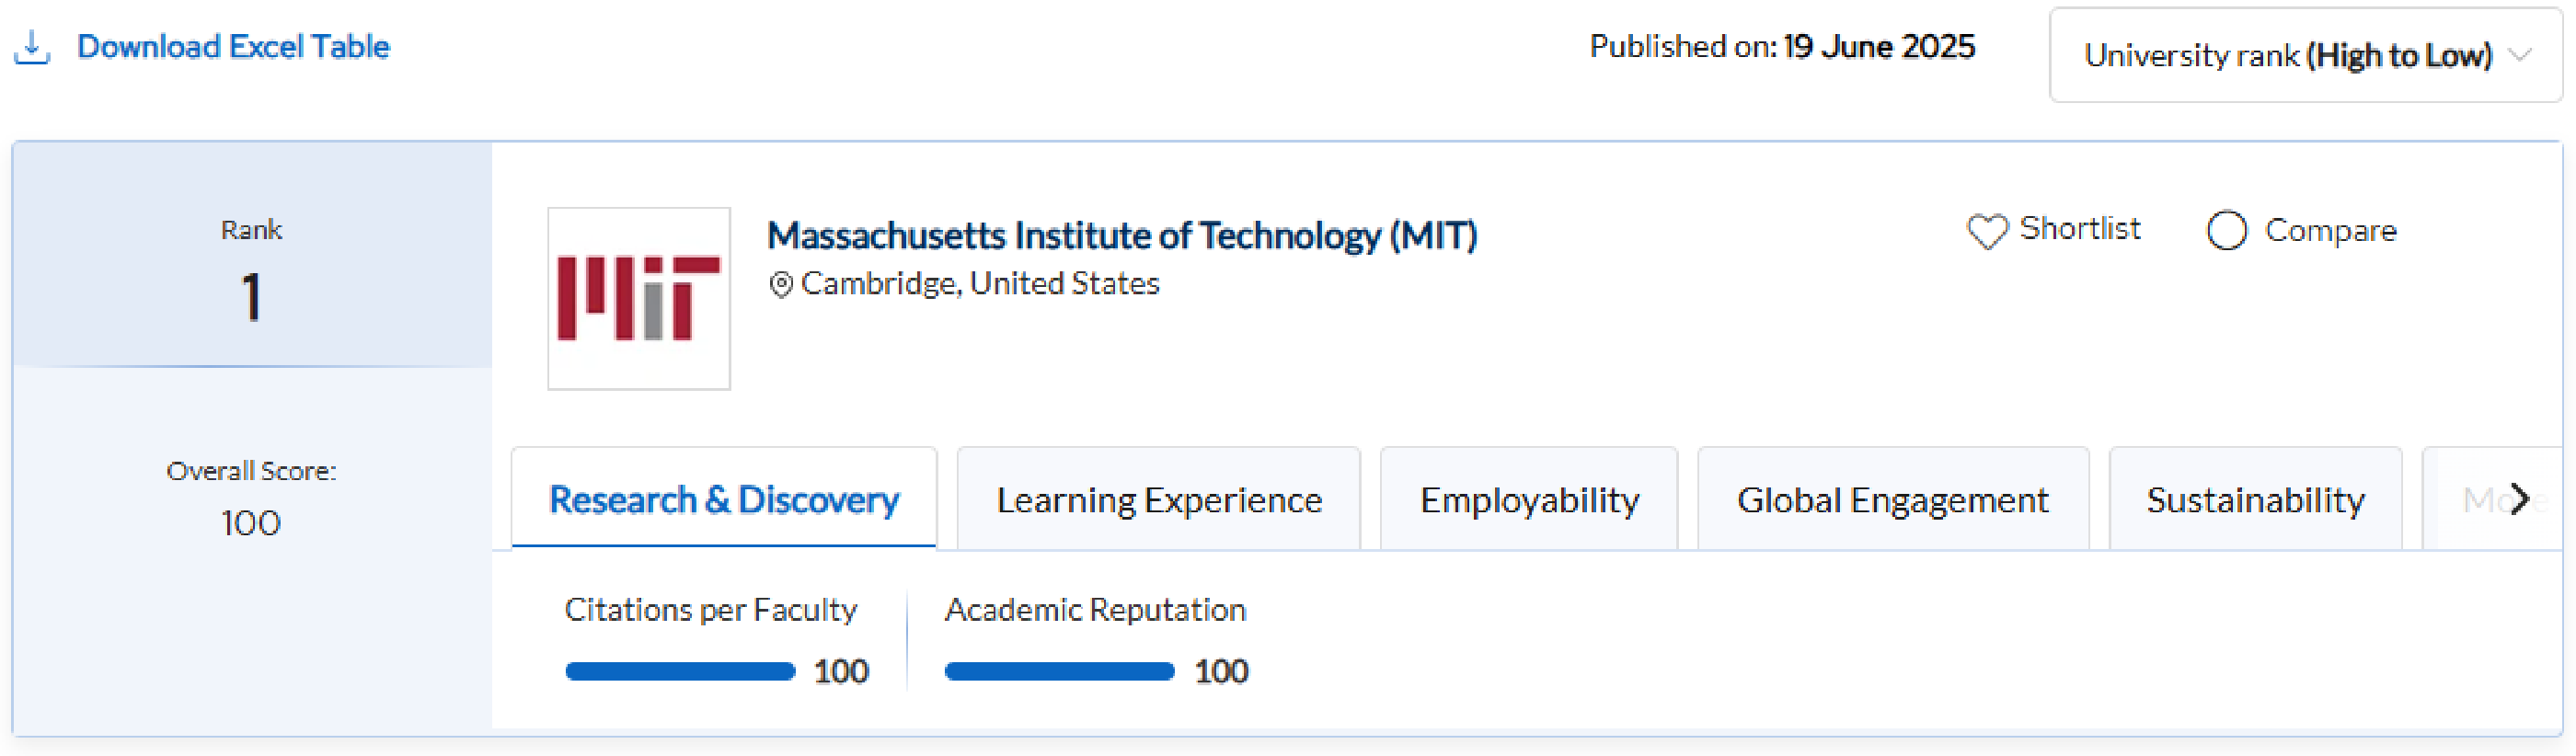 Download Excel Table
Published on: 19 June 2025
University rank (High to Low)
Rank
1
Overall Score:
100
MIT
Massachusetts Institute of Technology (MIT)
Cambridge, United States
Shortlist
Compare
Research & Discovery
Learning Experience
Employability
Global Engagement
Sustainability
More
Citations per Faculty
100
Academic Reputation
100